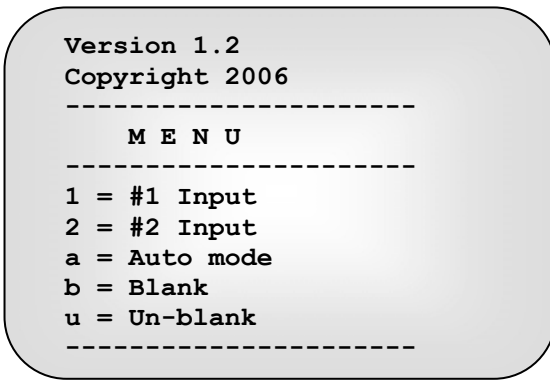 Version 1.2
Copyright 2006
----------------------
M E N U
----------------------
1 = #1 Input
2 = #2 Input
a = Auto mode
b = Blank
u = Un-blank
----------------------